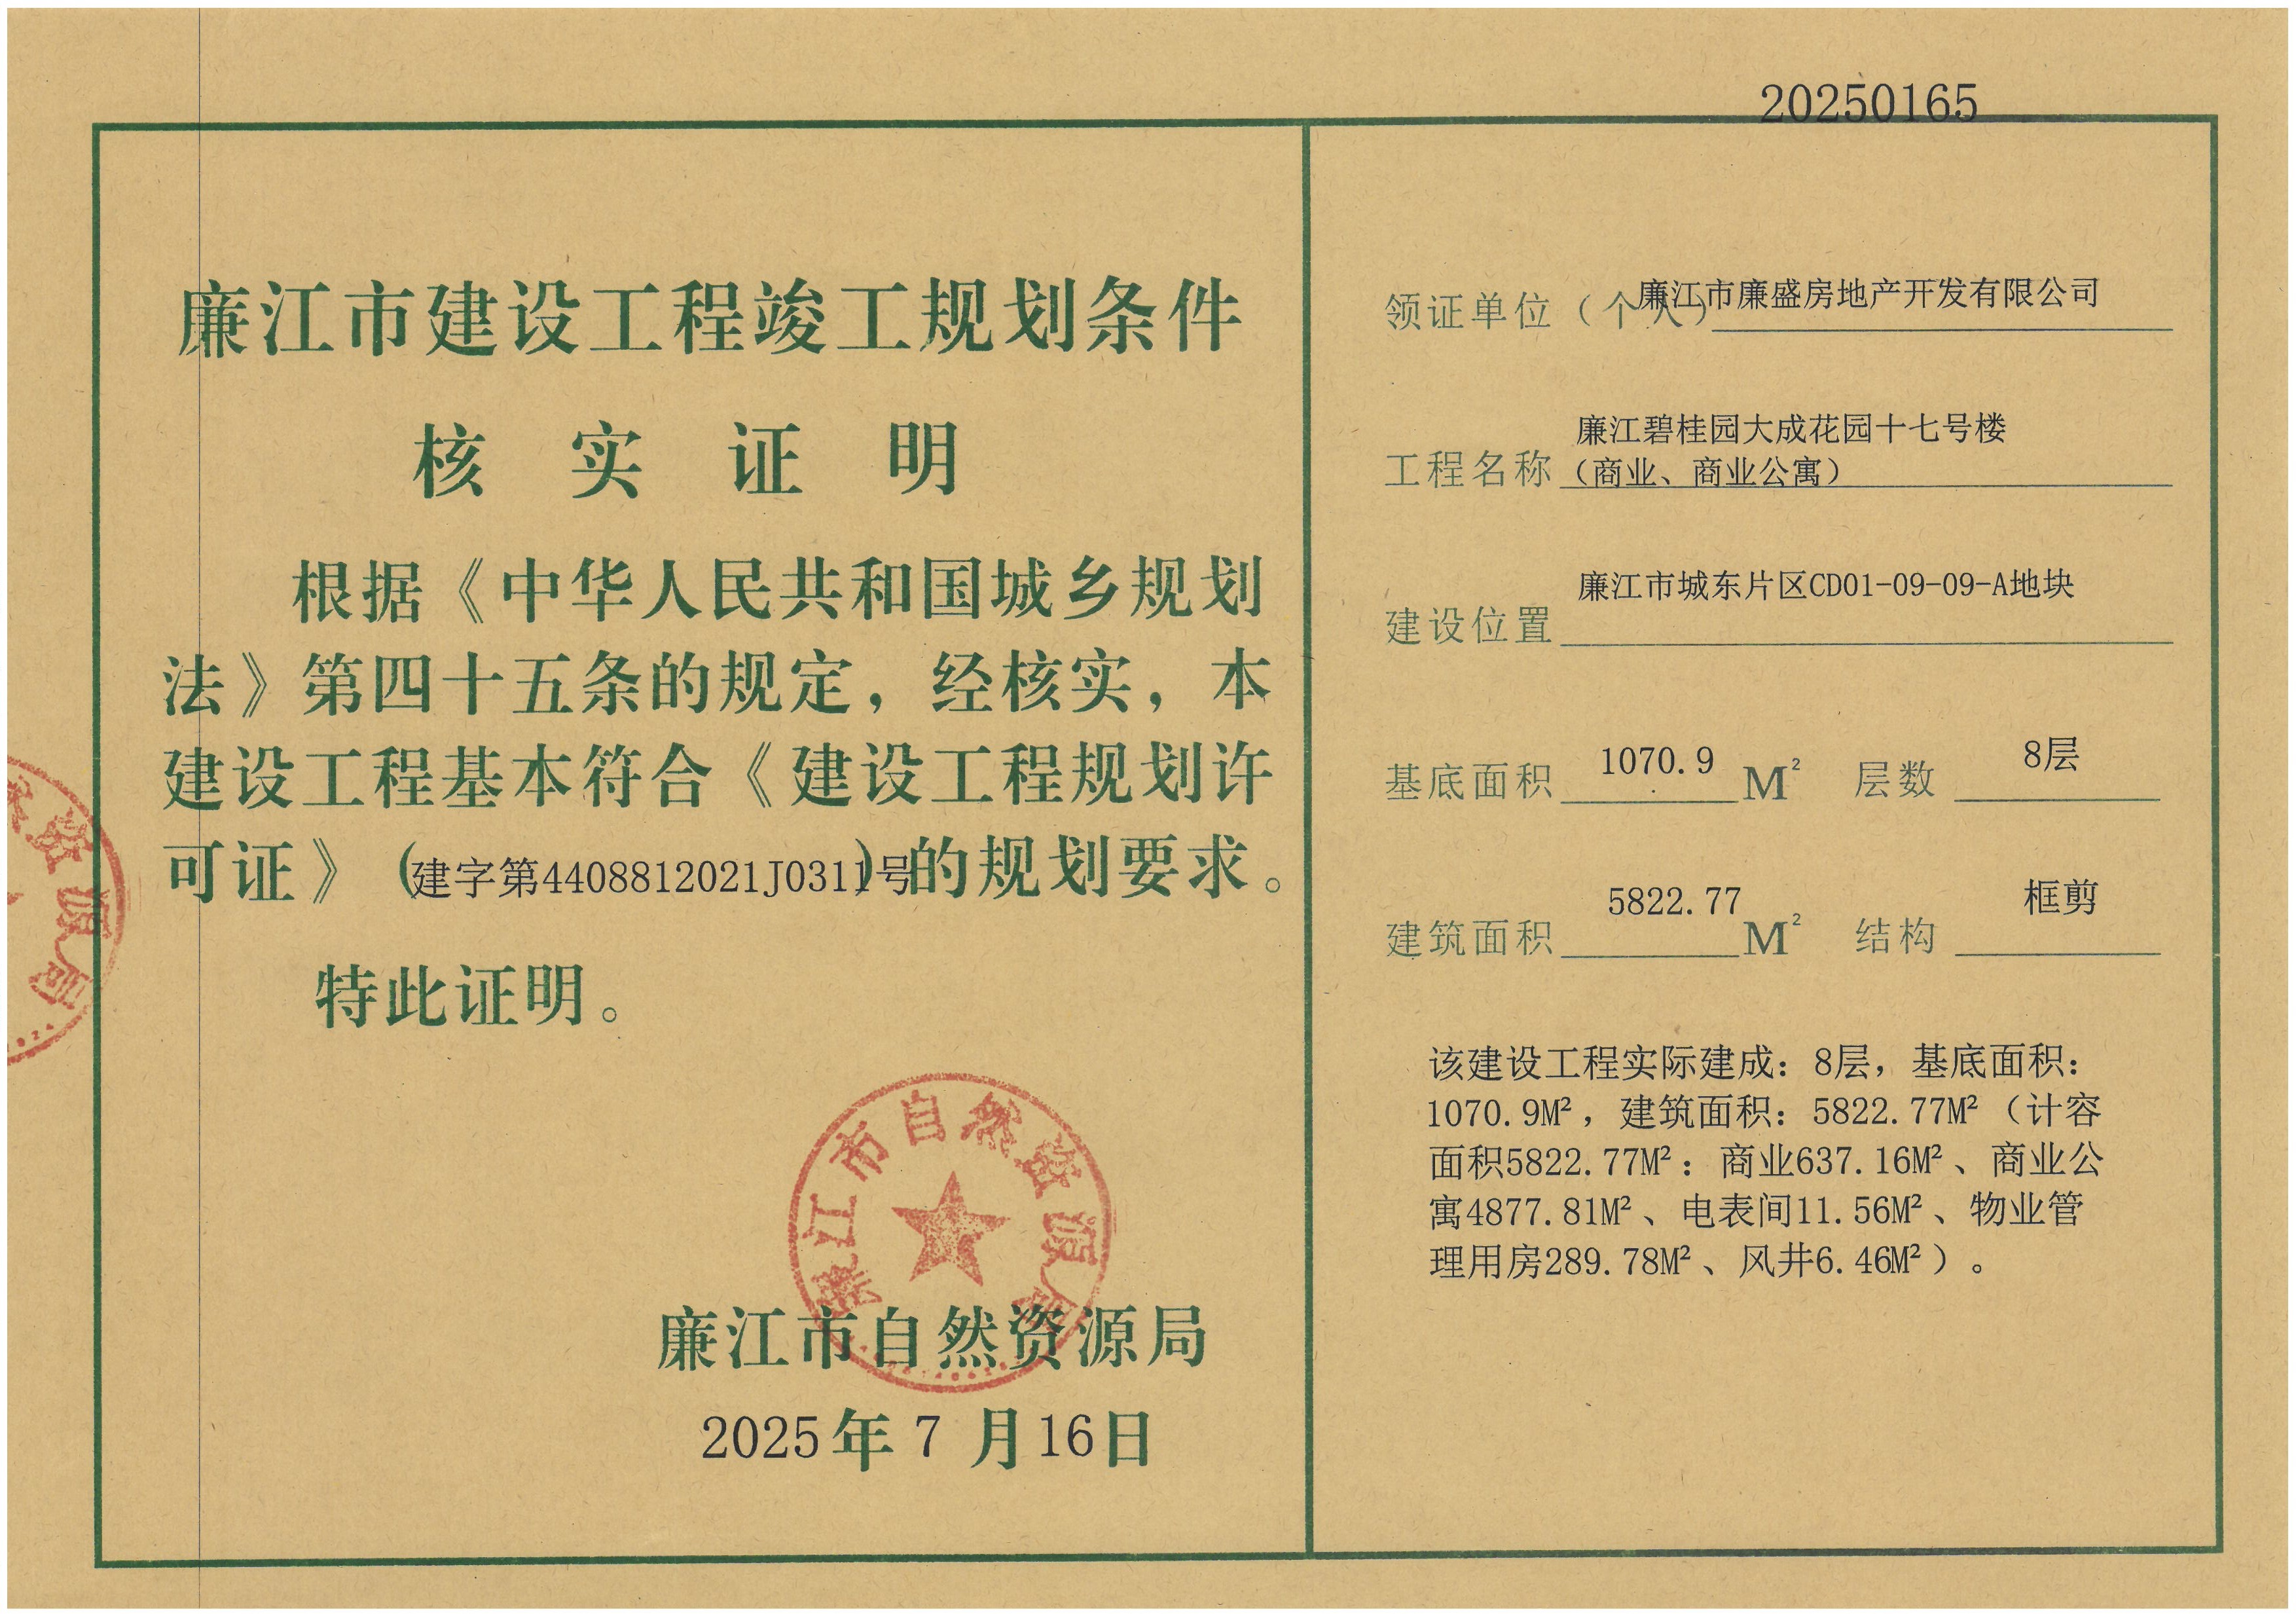 20250165
廉江市建设工程竣工规划条件
核实证明
根据《中华人民共和国城乡规划
法》第四十五条的规定，经核实，本
建设工程基本符合《建设工程规划许
可证》（建字第4408812021J0311号）的规划要求。
特此证明。
廉江市自然资源局
廉江市自然资源局
2025年7月16日
领证单位（个人）廉江市廉盛房地产开发有限公司
廉江碧桂园大成花园十七号楼
工程名称（商业、商业公寓）
建设位置 廉江市城东片区CD01-09-09-A地块
基底面积 1070.9 M² 层数 8层
建筑面积 5822.77 M² 结构 框剪
该建设工程实际建成：8层，基底面积：
1070.9M²，建筑面积：5822.77M²（计容
面积5822.77M²：商业637.16M²、商业公
寓4877.81M²、电表间11.56M²、物业管
理用房289.78M²、风井6.46M²）。
然资源局